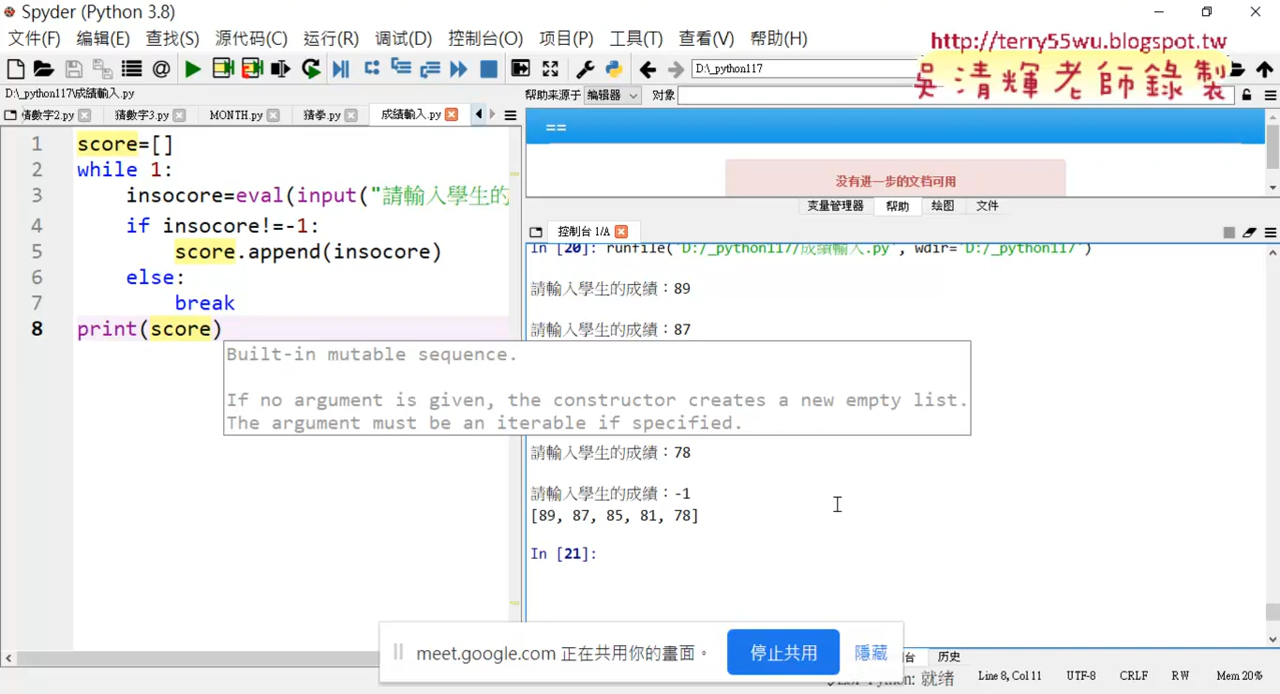 Spyder (Python 3.8)
文件(F) 编辑(E) 查找(S) 源代码(C) 运行(R) 调试(D) 控制台(O) 项目(P) 工具(T) 查看(V) 帮助(H)
http://terry55wu.blogspot.tw
吳清輝老師錄製
D:\_python117
D:\_python117\成績輸入.py
帮助来源于 编辑器 对象
猜數字2.py 猜數字3.py MONTH.py 猜拳.py 成績輸入.py
1 score=[]
2 while 1:
3 insocore=eval(input("請輸入學生的
4 if insocore!=-1:
5 score.append(insocore)
6 else:
7 break
8 print(score)
Built-in mutable sequence.
If no argument is given, the constructor creates a new empty list.
The argument must be an iterable if specified.
==
没有进一步的文档可用
变量管理器 帮助 绘图 文件
控制台 1/A
In [20]: runfile('D:/_python117/成績輸入.py', wdir='D:/_python117')
請輸入學生的成績：89
請輸入學生的成績：87
請輸入學生的成績：78
請輸入學生的成績：-1
[89, 87, 85, 81, 78]
In [21]:
meet.google.com 正在共用你的畫面。 停止共用 隱藏
台 历史
Python: 就绪 Line 8, Col 11 UTF-8 CRLF RW Mem 20%